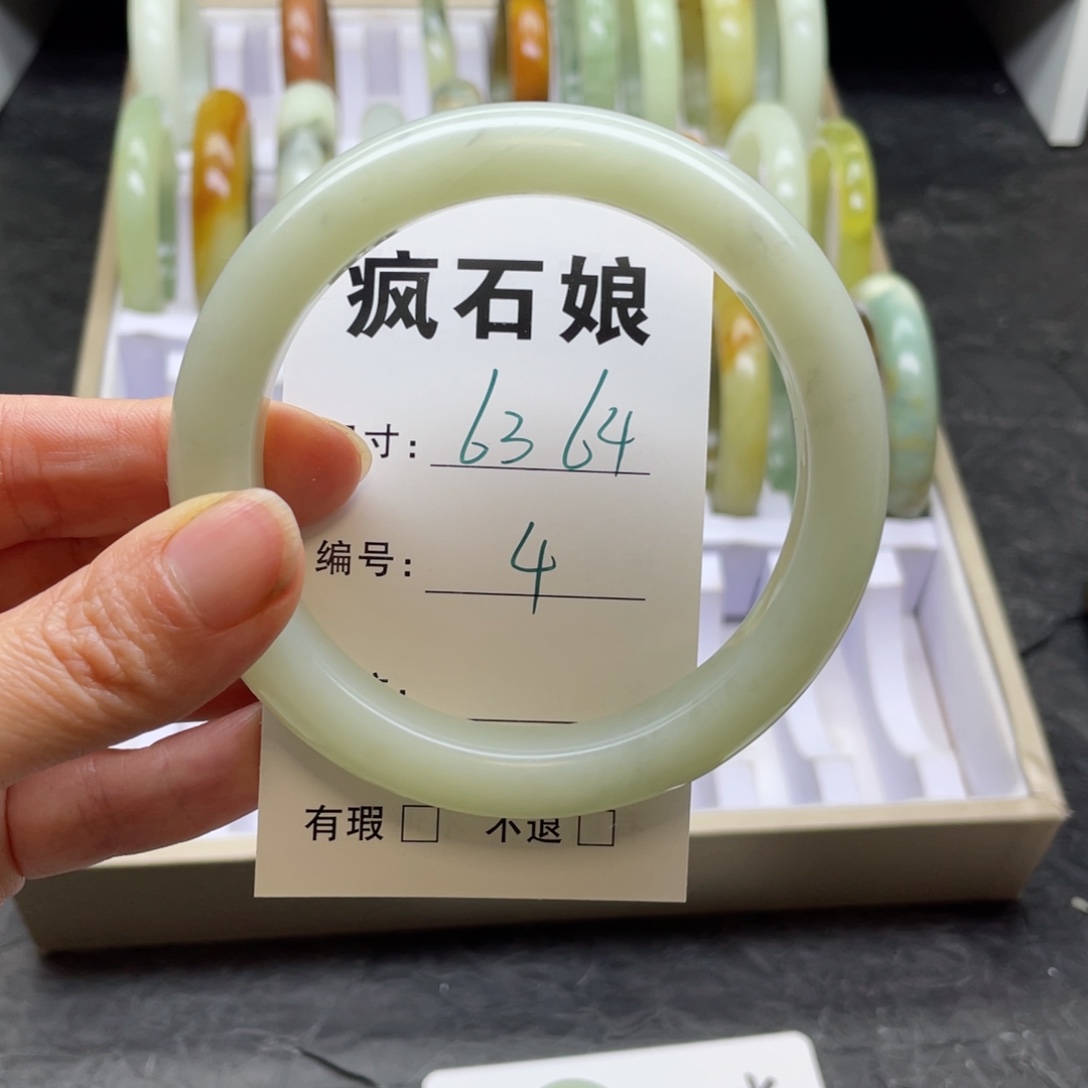 疯石娘
寸: 63 64
编号: 4
有瑕 □ 不退 □